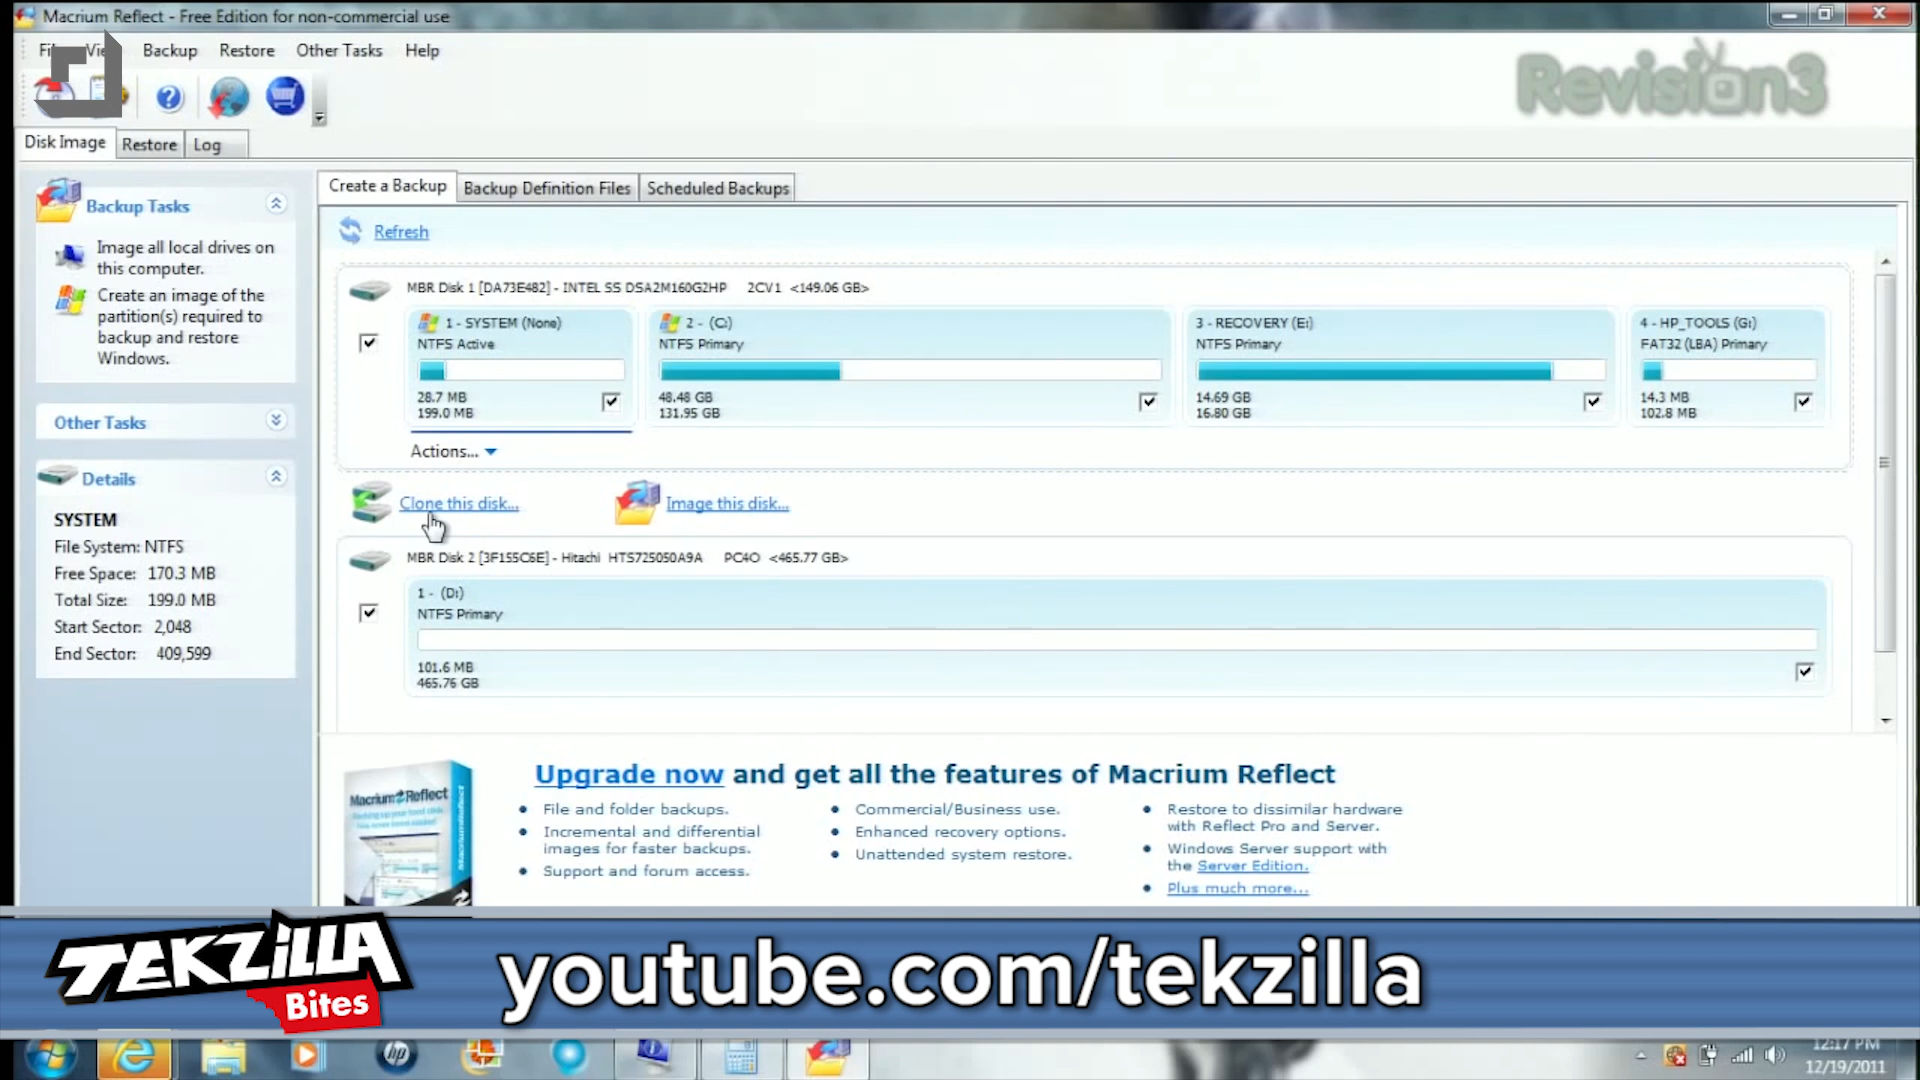 Macrium Reflect - Free Edition for non-commercial use
Backup Restore Other Tasks Help
Revision3
Disk Image Restore Log
Create a Backup Backup Definition Files Scheduled Backups
Backup Tasks
Image all local drives on
this computer.
Create an image of the
partition(s) required to
backup and restore
Windows.
Other Tasks
Details
SYSTEM
File System: NTFS
Free Space: 170.3 MB
Total Size: 199.0 MB
Start Sector: 2,048
End Sector: 409,599
Refresh
MBR Disk 1 [DA73E482] - INTEL SS DSA2M160G2HP 2CV1 <149.06 GB>
1 - SYSTEM (None)
NTFS Active
28.7 MB
199.0 MB
2 - (C:)
NTFS Primary
48.48 GB
131.95 GB
3 - RECOVERY (E:)
NTFS Primary
14.69 GB
16.80 GB
4 - HP_TOOLS (G:)
FAT32 (LBA) Primary
14.3 MB
102.8 MB
Actions...
Clone this disk... Image this disk...
MBR Disk 2 [3F155C6E] - Hitachi HTS725050A9A PC4O <465.77 GB>
1 - (D:)
NTFS Primary
101.6 MB
465.76 GB
Macrium Reflect
Upgrade now and get all the features of Macrium Reflect
• File and folder backups.
• Incremental and differential
images for faster backups.
• Support and forum access.
• Commercial/Business use.
• Enhanced recovery options.
• Unattended system restore.
• Restore to dissimilar hardware
with Reflect Pro and Server.
• Windows Server support with
the Server Edition.
• Plus much more...
TEKZILLA
Bites
youtube.com/tekzilla
hp
12:17 PM
12/19/2011